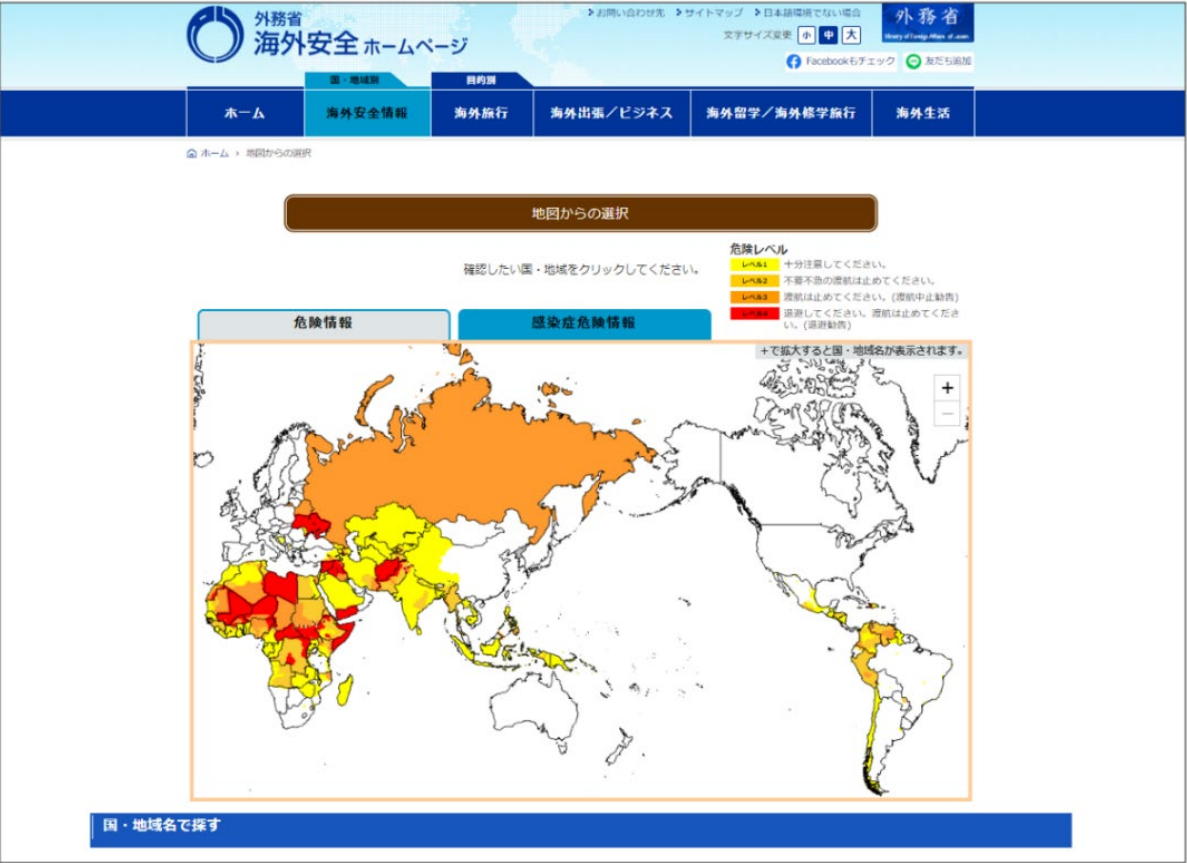 お問い合わせ先 サイトマップ 日本語環境でない場合
外務省
海外安全 ホームページ
外務省
Ministry of Foreign Affairs of Japan
文字サイズ変更 小 中 大
Facebookもチェック 友だち追加
国・地域別 目的別
ホーム 海外安全情報 海外旅行 海外出張／ビジネス 海外留学／海外修学旅行 海外生活
ホーム › 地図からの選択
地図からの選択
確認したい国・地域をクリックしてください。
危険レベル
レベル1 十分注意してください。
レベル2 不要不急の渡航は止めてください。
レベル3 渡航は止めてください。(渡航中止勧告)
レベル4 退避してください。渡航は止めてくださ
い。(退避勧告)
危険情報 感染症危険情報
+で拡大すると国・地域名が表示されます。
+
−
国・地域名で探す